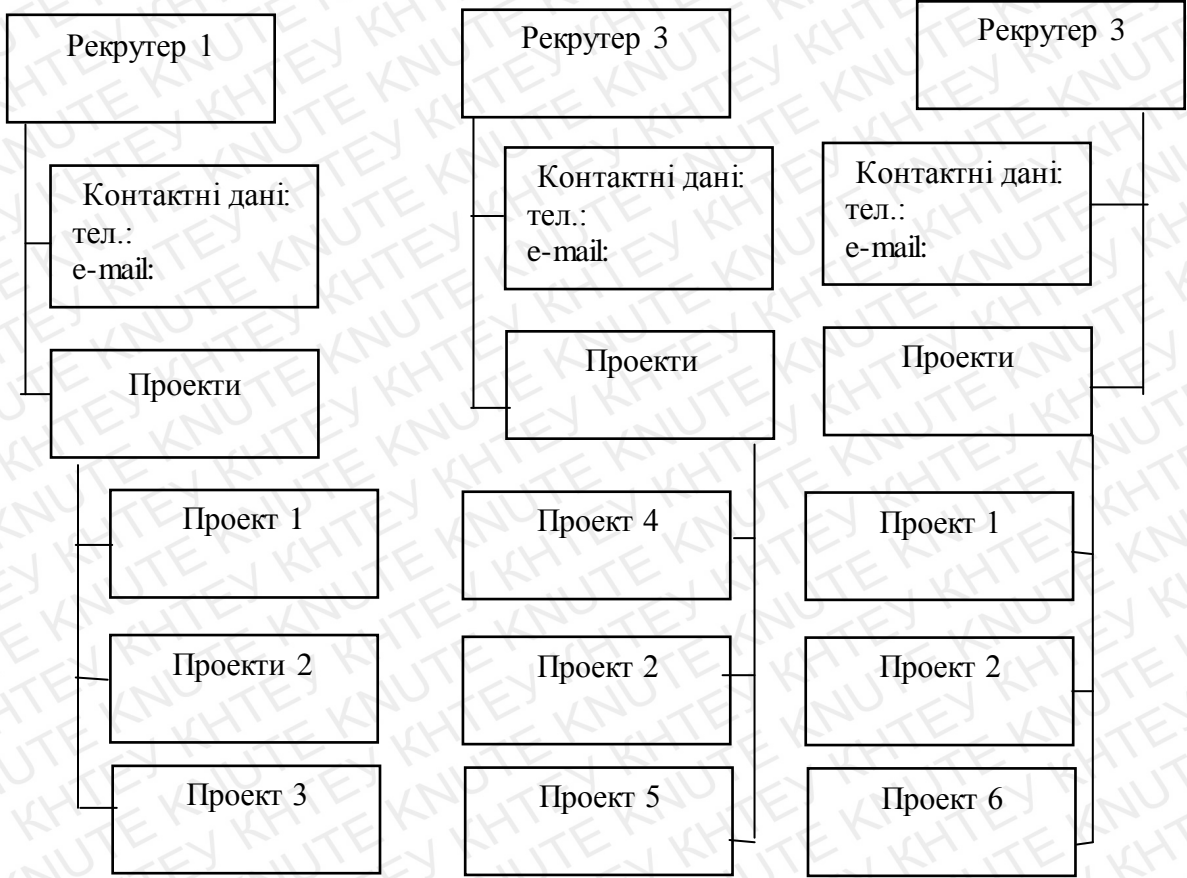 Рекрутер 1
Контактні дані:
тел.:
e-mail:
Проекти
Проект 1
Проекти 2
Проект 3
Рекрутер 3
Контактні дані:
тел.:
e-mail:
Проекти
Проект 4
Проект 2
Проект 5
Рекрутер 3
Контактні дані:
тел.:
e-mail:
Проекти
Проект 1
Проект 2
Проект 6